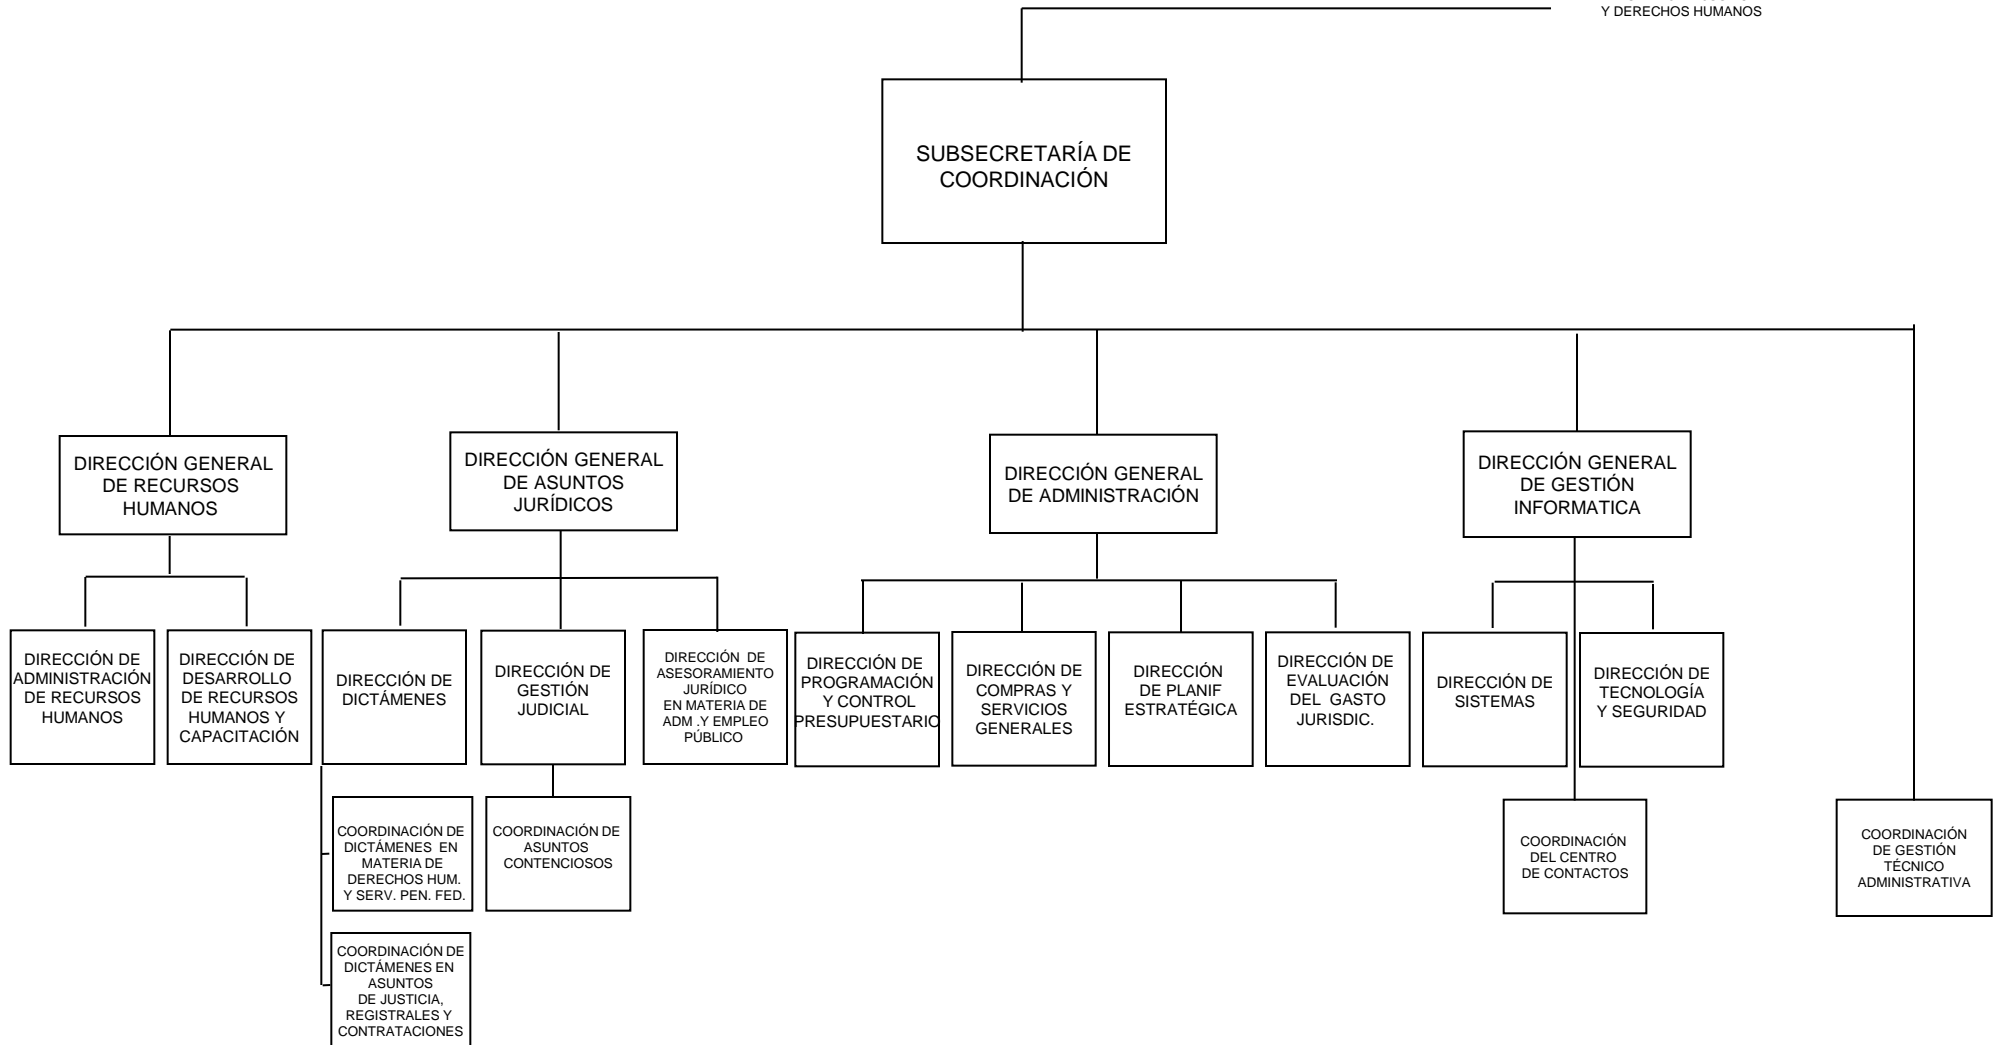 Y DERECHOS HUMANOS
SUBSECRETARÍA DE
COORDINACIÓN
DIRECCIÓN GENERAL
DE RECURSOS
HUMANOS
DIRECCIÓN GENERAL
DE ASUNTOS
JURÍDICOS
DIRECCIÓN GENERAL
DE ADMINISTRACIÓN
DIRECCIÓN GENERAL
DE GESTIÓN
INFORMATICA
DIRECCIÓN DE
ADMINISTRACIÓN
DE RECURSOS
HUMANOS
DIRECCIÓN DE
DESARROLLO
DE RECURSOS
HUMANOS Y
CAPACITACIÓN
DIRECCIÓN DE
DICTÁMENES
DIRECCIÓN DE
GESTIÓN
JUDICIAL
DIRECCIÓN DE
ASESORAMIENTO
JURÍDICO
EN MATERIA DE
ADM .Y EMPLEO
PÚBLICO
DIRECCIÓN DE
PROGRAMACIÓN
Y CONTROL
PRESUPUESTARIO
DIRECCIÓN DE
COMPRAS Y
SERVICIOS
GENERALES
DIRECCIÓN
DE PLANIF
ESTRATÉGICA
DIRECCIÓN DE
EVALUACIÓN
DEL GASTO
JURISDIC.
DIRECCIÓN DE
SISTEMAS
DIRECCIÓN DE
TECNOLOGÍA
Y SEGURIDAD
COORDINACIÓN DE
DICTÁMENES EN
MATERIA DE
DERECHOS HUM.
Y SERV. PEN. FED.
COORDINACIÓN DE
ASUNTOS
CONTENCIOSOS
COORDINACIÓN
DEL CENTRO
DE CONTACTOS
COORDINACIÓN
DE GESTIÓN
TÉCNICO
ADMINISTRATIVA
COORDINACIÓN DE
DICTÁMENES EN
ASUNTOS
DE JUSTICIA,
REGISTRALES Y
CONTRATACIONES